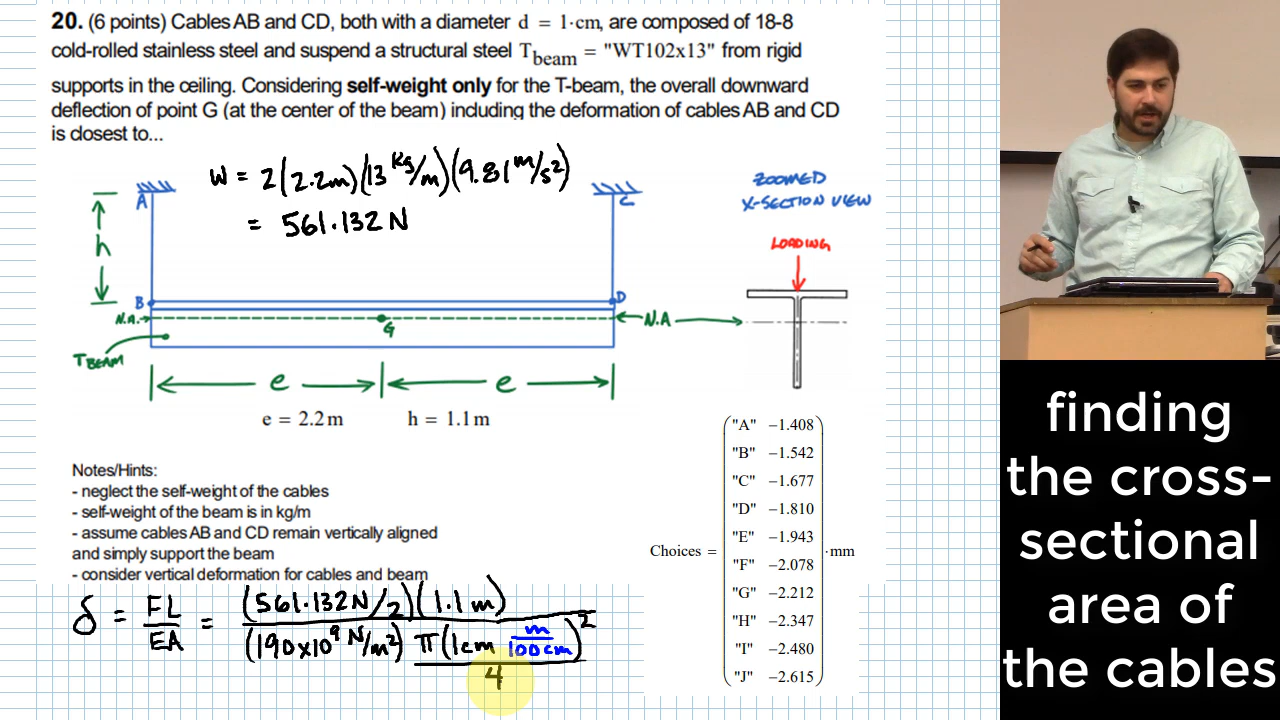 20. (6 points) Cables AB and CD, both with a diameter d = 1·cm, are composed of 18-8
cold-rolled stainless steel and suspend a structural steel T_beam = "WT102x13" from rigid
supports in the ceiling. Considering self-weight only for the T-beam, the overall downward
deflection of point G (at the center of the beam) including the deformation of cables AB and CD
is closest to...
W = 2(2.2m)(13 kg/m)(9.81 m/s²)
= 561.132 N
A
C
h
B
D
N.A.
G
N.A
TBEAM
e
e
e = 2.2m
h = 1.1m
ZOOMED
X-SECTION VIEW
LOADING
Notes/Hints:
- neglect the self-weight of the cables
- self-weight of the beam is in kg/m
- assume cables AB and CD remain vertically aligned
and simply support the beam
- consider vertical deformation for cables and beam
Choices =
"A" −1.408
"B" −1.542
"C" −1.677
"D" −1.810
"E" −1.943
"F" −2.078
"G" −2.212
"H" −2.347
"I" −2.480
"J" −2.615
·mm
δ = FL/EA = (561.132N/2)(1.1m) / (190x10⁹ N/m²) π(1cm m/100cm)²/4
finding
the cross-
sectional
area of
the cables